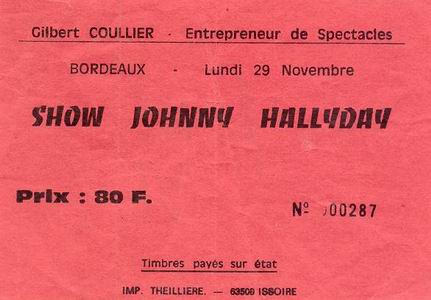 Gilbert COULLIER - Entrepreneur de Spectacles
BORDEAUX - Lundi 29 Novembre
SHOW JOHNNY HALLYDAY
Prix : 80 F.
Nº 000287
Timbres payés sur état
IMP. THEILLIERE. — 63500 ISSOIRE